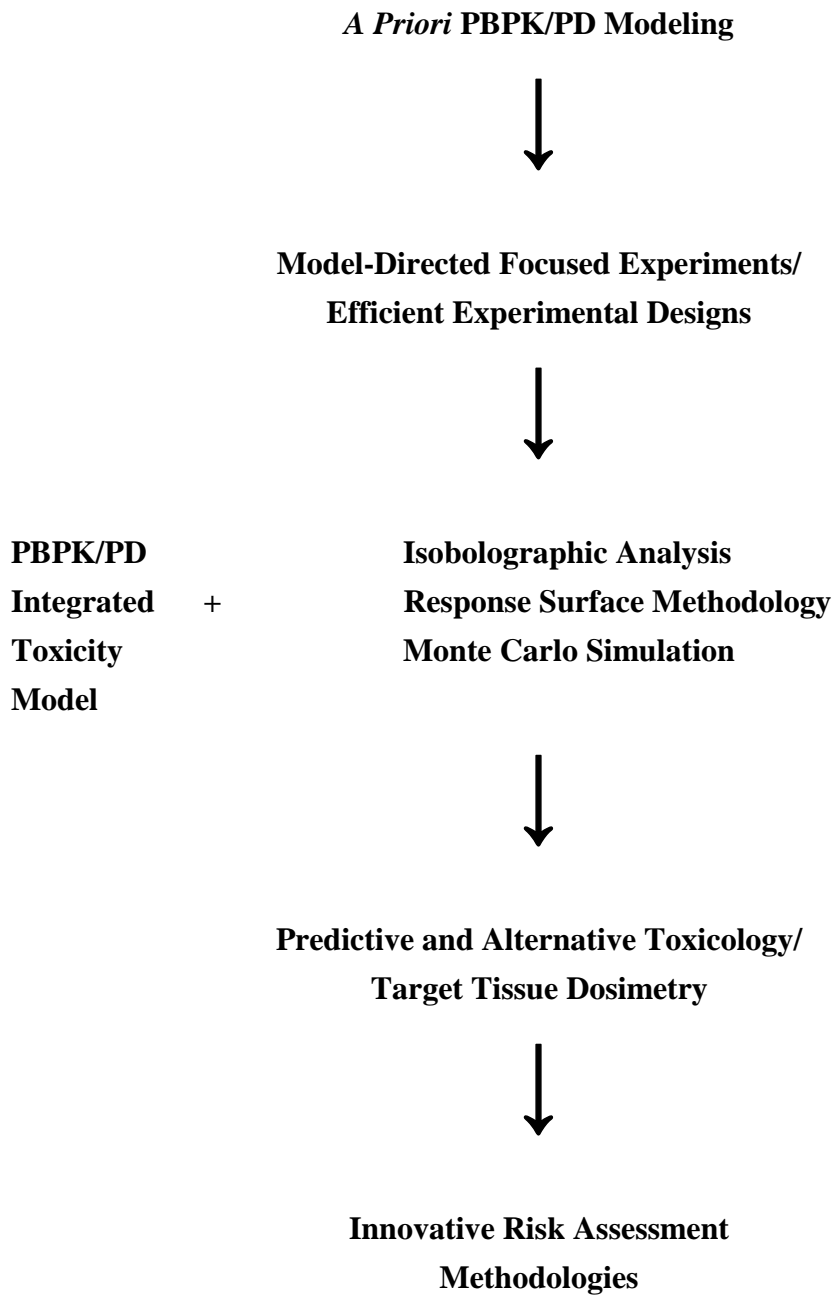 A Priori PBPK/PD Modeling
Model-Directed Focused Experiments/
Efficient Experimental Designs
PBPK/PD Isobolographic Analysis
Integrated + Response Surface Methodology
Toxicity Monte Carlo Simulation
Model
Predictive and Alternative Toxicology/
Target Tissue Dosimetry
Innovative Risk Assessment
Methodologies